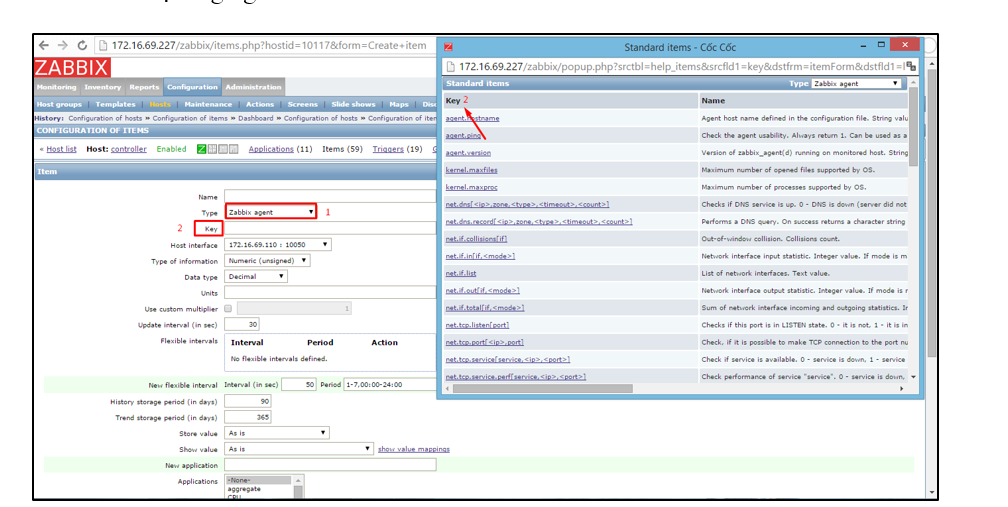 172.16.69.227/zabbix/items.php?hostid=10117&form=Create+item
ZABBIX
Monitoring Inventory Reports Configuration Administration
Host groups | Templates | Hosts | Maintenance | Actions | Screens | Slide shows | Maps |
History: Configuration of hosts » Configuration of items » Dashboard » Configuration of hosts » Configuration of
CONFIGURATION OF ITEMS
« Host list Host: controller Enabled Z Applications (11) Items (59) Triggers (19)
Item
Name
Type Zabbix agent 1
2 Key
Host interface 172.16.69.110 : 10050
Type of information Numeric (unsigned)
Data type Decimal
Units
Use custom multiplier 1
Update interval (in sec) 30
Flexible intervals Interval Period Action
No flexible intervals defined.
New flexible interval Interval (in sec) 50 Period 1-7,00:00-24:00
History storage period (in days) 90
Trend storage period (in days) 365
Store value As is
Show value As is show value mappings
New application
Applications -None-
aggregate
CPU
Standard items - Cốc Cốc
172.16.69.227/zabbix/popup.php?srctbl=help_items&srcfld1=key&dstfrm=itemForm&dstfld1=
Standard items Type Zabbix agent
Key 2 Name
agent.hostname Agent host name defined in the configuration file. String valu
agent.ping Check the agent usability. Always return 1. Can be used as a
agent.version Version of zabbix_agent(d) running on monitored host. String
kernel.maxfiles Maximum number of opened files supported by OS.
kernel.maxproc Maximum number of processes supported by OS.
net.dns[<ip>,zone,<type>,<timeout>,<count>] Checks if DNS service is up. 0 - DNS is down (server did not
net.dns.record[<ip>,zone,<type>,<timeout>,<count>] Performs a DNS query. On success returns a character string
net.if.collisions[if] Out-of-window collision. Collisions count.
net.if.in[if,<mode>] Network interface input statistic. Integer value. If mode is m
net.if.list List of network interfaces. Text value.
net.if.out[if,<mode>] Network interface output statistic. Integer value. If mode is
net.if.total[if,<mode>] Sum of network interface incoming and outgoing statistics.
net.tcp.listen[port] Checks if this port is in LISTEN state. 0 - it is not, 1 - it is in
net.tcp.port[<ip>,port] Check, if it is possible to make TCP connection to the port nu
net.tcp.service[service,<ip>,<port>] Check if service is available. 0 - service is down, 1 - service
net.tcp.service.perf[service,<ip>,<port>] Check performance of service "service". 0 - service is down,